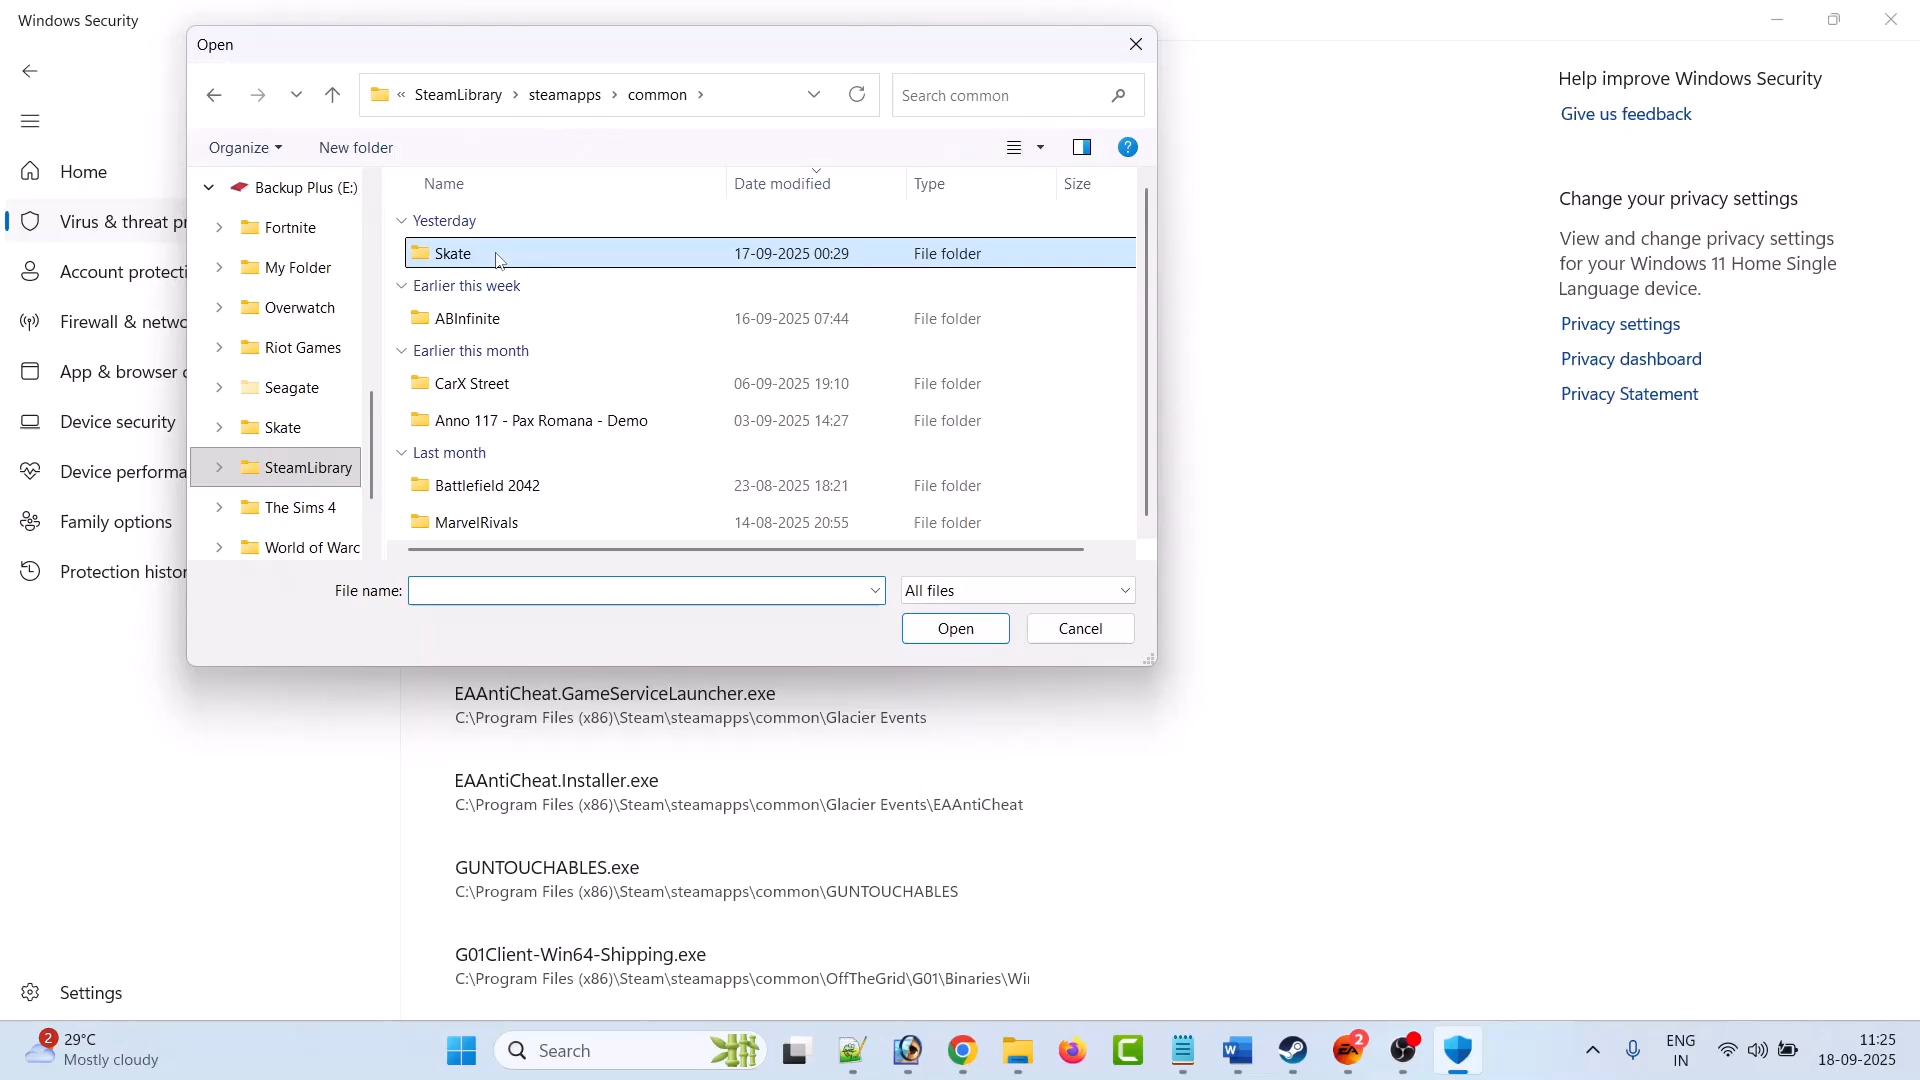 Windows Security
Open
« SteamLibrary > steamapps > common >
Search common
Organize
New folder
?
Name
Date modified
Type
Size
Backup Plus (E:)
Fortnite
My Folder
Overwatch
Riot Games
Seagate
Skate
SteamLibrary
The Sims 4
World of Warc
Yesterday
Skate 17-09-2025 00:29 File folder
Earlier this week
ABInfinite 16-09-2025 07:44 File folder
Earlier this month
CarX Street 06-09-2025 19:10 File folder
Anno 117 - Pax Romana - Demo 03-09-2025 14:27 File folder
Last month
Battlefield 2042 23-08-2025 18:21 File folder
MarvelRivals 14-08-2025 20:55 File folder
File name:
All files
Open
Cancel
Home
Virus & threat pr
Account protecti
Firewall & netwo
App & browser c
Device security
Device performa
Family options
Protection histor
Settings
EAAntiCheat.GameServiceLauncher.exe
C:\Program Files (x86)\Steam\steamapps\common\Glacier Events
EAAntiCheat.Installer.exe
C:\Program Files (x86)\Steam\steamapps\common\Glacier Events\EAAntiCheat
GUNTOUCHABLES.exe
C:\Program Files (x86)\Steam\steamapps\common\GUNTOUCHABLES
G01Client-Win64-Shipping.exe
C:\Program Files (x86)\Steam\steamapps\common\OffTheGrid\G01\Binaries\Wi
Help improve Windows Security
Give us feedback
Change your privacy settings
View and change privacy settings
for your Windows 11 Home Single
Language device.
Privacy settings
Privacy dashboard
Privacy Statement
2
29°C
Mostly cloudy
Search
W
EA
2
ENG
IN
11:25
18-09-2025